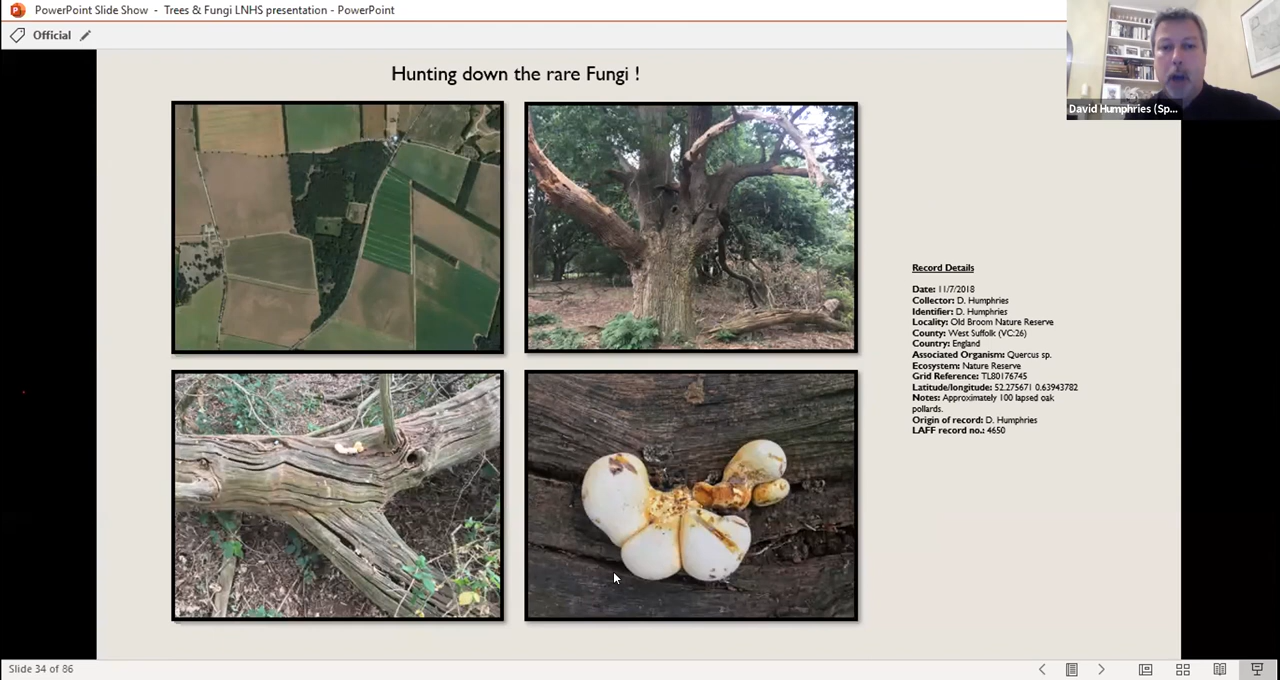 PowerPoint Slide Show - Trees & Fungi LNHS presentation - PowerPoint
Official
David Humphries (Sp...
Hunting down the rare Fungi !
Record Details
Date: 11/7/2018
Collector: D. Humphries
Identifier: D. Humphries
Locality: Old Broom Nature Reserve
County: West Suffolk (VC:26)
Country: England
Associated Organism: Quercus sp.
Ecosystem: Nature Reserve
Grid Reference: TL80176745
Latitude/longitude: 52.275671 0.63943782
Notes: Approximately 100 lapsed oak
pollards.
Origin of record: D. Humphries
LAFF record no.: 4650
Slide 34 of 86